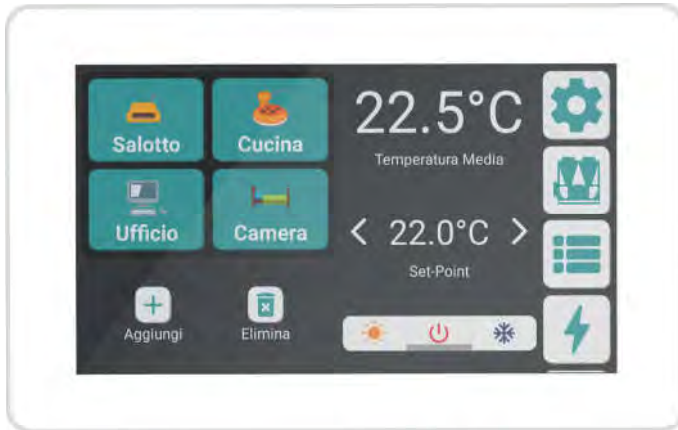 Salotto
Cucina
Ufficio
Camera
Aggiungi
Elimina
22.5°C
Temperatura Media
22.0°C
Set-Point